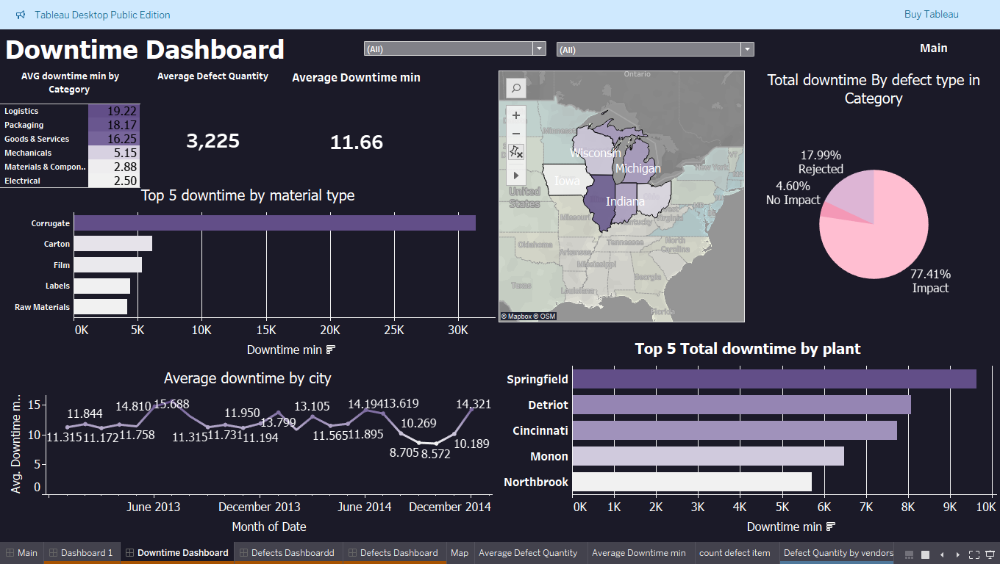 Tableau Desktop Public Edition
Buy Tableau
Downtime Dashboard
(All)
(All)
Main
AVG downtime min by
Category
Logistics 19.22
Packaging 18.17
Goods & Services 16.25
Mechanicals 5.15
Materials & Compon.. 2.88
Electrical 2.50
Average Defect Quantity
3,225
Average Downtime min
11.66
Ontario
Minnesota
Wisconsin
Michigan
Iowa
Indiana
United
States
New York
VT
MA
Missouri
Kentucky
West
Virginia
Oklahoma
Tennessee
North
Carolina
Arkansas
Mississippi
Georgia
Texas
Louisiana
Florida
© Mapbox © OSM
Total downtime By defect type in
Category
17.99%
Rejected
4.60%
No Impact
77.41%
Impact
Top 5 downtime by material type
Corrugate
Carton
Film
Labels
Raw Materials
0K 5K 10K 15K 20K 25K 30K
Downtime min
Average downtime by city
Avg. Downtime m..
15
10
5
0
11.315
11.844
11.172
11.758
14.810
15.688
11.315
11.731
11.950
11.194
13.799
13.105
11.565
11.895
14.194
13.619
10.269
8.705
8.572
10.189
14.321
June 2013 December 2013 June 2014 December 2014
Month of Date
Top 5 Total downtime by plant
Springfield
Detriot
Cincinnati
Monon
Northbrook
0K 1K 2K 3K 4K 5K 6K 7K 8K 9K 10K
Downtime min
Main Dashboard 1 Downtime Dashboard Defects Dashboardd Defects Dashboard Map Average Defect Quantity Average Downtime min count defect item Defect Quantity by vendors